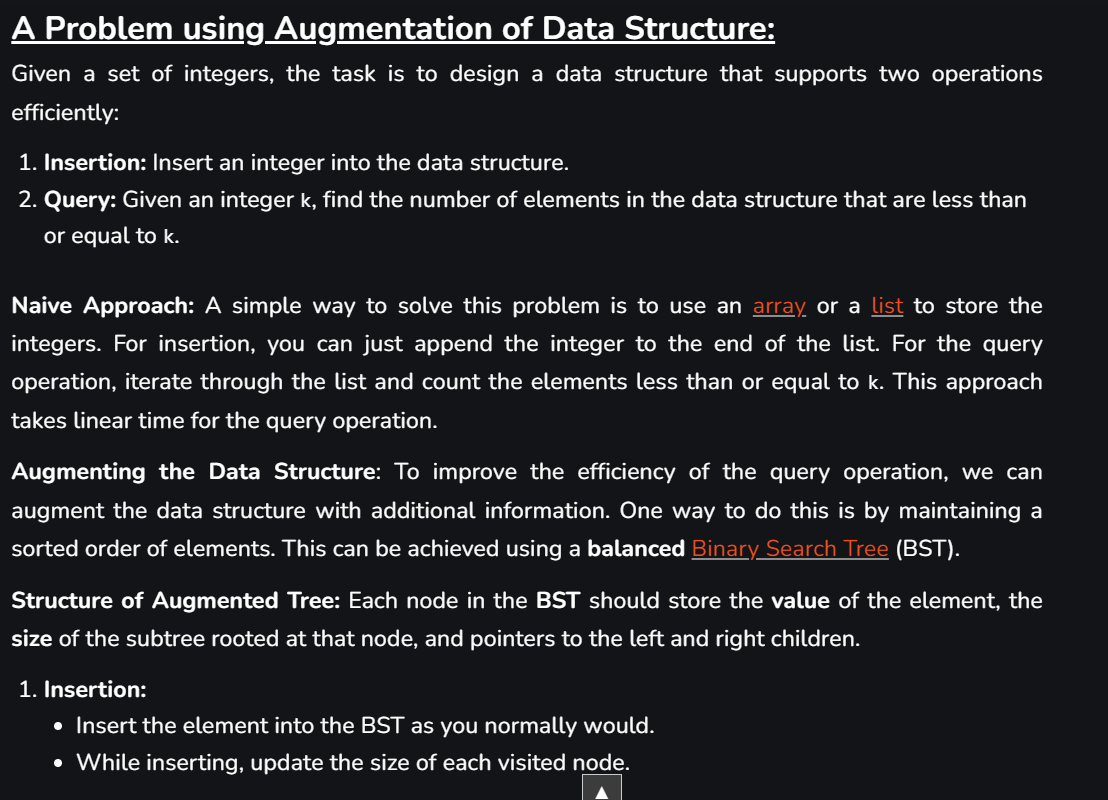 A Problem using Augmentation of Data Structure:
Given a set of integers, the task is to design a data structure that supports two operations
efficiently:
1. Insertion: Insert an integer into the data structure.
2. Query: Given an integer k, find the number of elements in the data structure that are less than
or equal to k.
Naive Approach: A simple way to solve this problem is to use an array or a list to store the
integers. For insertion, you can just append the integer to the end of the list. For the query
operation, iterate through the list and count the elements less than or equal to k. This approach
takes linear time for the query operation.
Augmenting the Data Structure: To improve the efficiency of the query operation, we can
augment the data structure with additional information. One way to do this is by maintaining a
sorted order of elements. This can be achieved using a balanced Binary Search Tree (BST).
Structure of Augmented Tree: Each node in the BST should store the value of the element, the
size of the subtree rooted at that node, and pointers to the left and right children.
1. Insertion:
• Insert the element into the BST as you normally would.
• While inserting, update the size of each visited node.